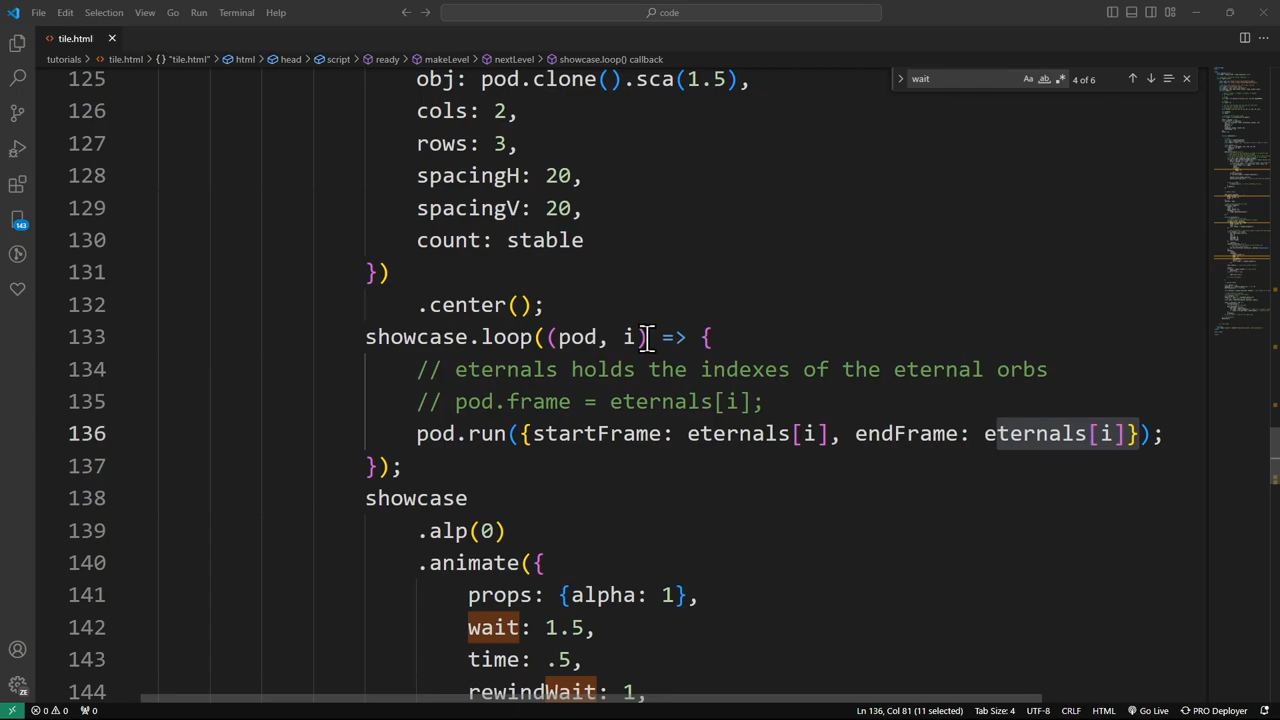 File Edit Selection View Go Run Terminal Help
code
tile.html
tutorials > tile.html > "tile.html" > html > head > script > ready > makeLevel > nextLevel > showcase.loop() callback
wait
Aa ab .* 4 of 6
125 obj: pod.clone().sca(1.5),
126 cols: 2,
127 rows: 3,
128 spacingH: 20,
129 spacingV: 20,
130 count: stable
131 })
132 .center();
133 showcase.loop((pod, i) => {
134 // eternals holds the indexes of the eternal orbs
135 // pod.frame = eternals[i];
136 pod.run({startFrame: eternals[i], endFrame: eternals[i]});
137 });
138 showcase
139 .alp(0)
140 .animate({
141 props: {alpha: 1},
142 wait: 1.5,
143 time: .5,
144 rewindWait: 1,
143
ZE
0 0 0 Ln 136, Col 81 (11 selected) Tab Size: 4 UTF-8 CRLF HTML Go Live PRO Deployer